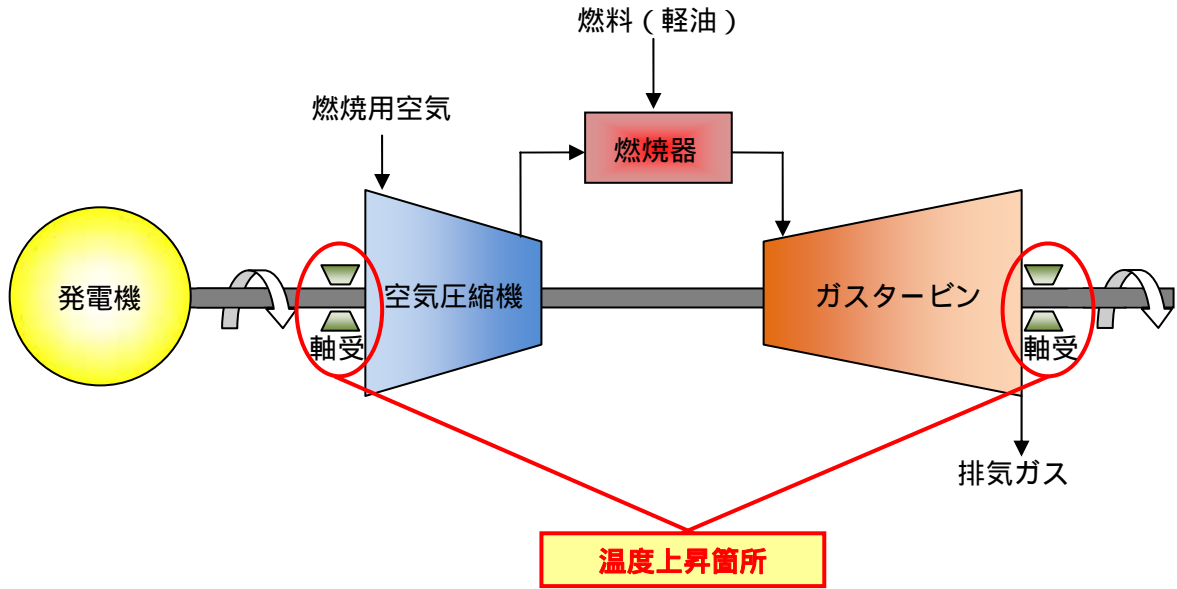 燃料（軽油）
燃焼用空気
燃焼器
発電機
空気圧縮機
ガスタービン
軸受
軸受
排気ガス
温度上昇箇所